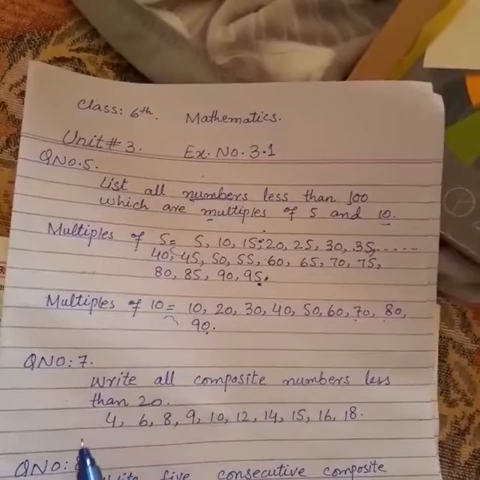 Class: 6th. Mathematics.
Unit # 3. Ex. No. 3.1
QNO.5.
List all numbers less than 100
which are multiples of 5 and 10.
Multiples of 5 = 5, 10, 15, 20, 25, 30, 35, .....
40, 45, 50, 55, 60, 65, 70, 75,
80, 85, 90, 95.
Multiples of 10 = 10, 20, 30, 40, 50, 60, 70, 80,
90.
QNO: 7.
Write all composite numbers less
than 20.
4, 6, 8, 9, 10, 12, 14, 15, 16, 18.
QNO:
five consecutive composite